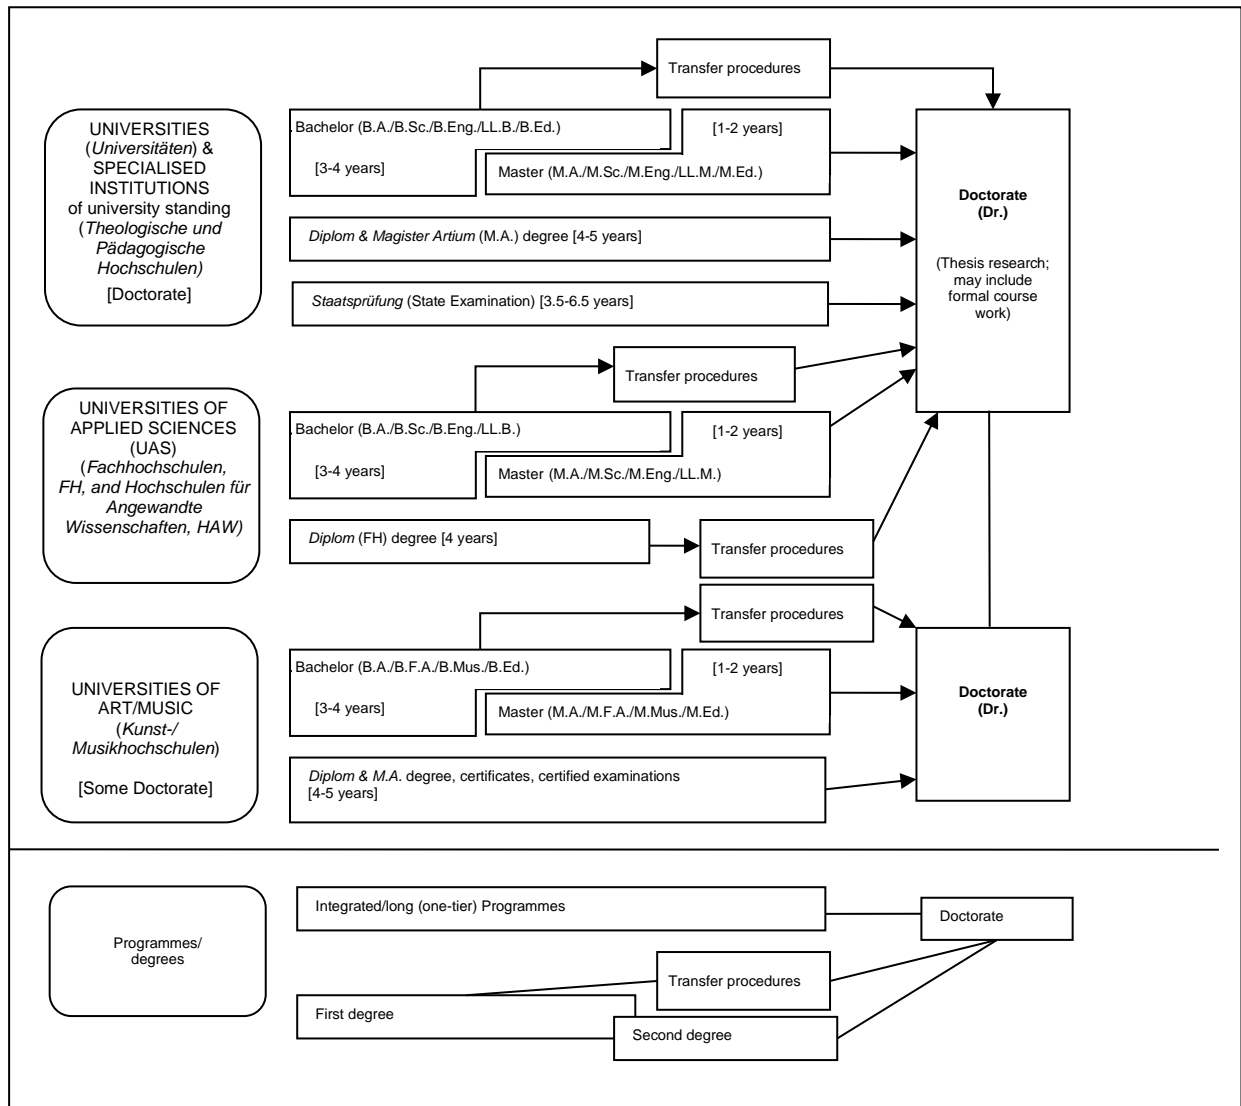 Transfer procedures
UNIVERSITIES
(Universitäten) &
SPECIALISED
INSTITUTIONS
of university standing
(Theologische und
Pädagogische
Hochschulen)
[Doctorate]
. Bachelor (B.A./B.Sc./B.Eng./LL.B./B.Ed.)
[3-4 years]
[1-2 years]
Master (M.A./M.Sc./M.Eng./LL.M./M.Ed.)
Diplom & Magister Artium (M.A.) degree [4-5 years]
Staatsprüfung (State Examination) [3.5-6.5 years]
Doctorate
(Dr.)
(Thesis research;
may include
formal course
work)
Transfer procedures
UNIVERSITIES OF
APPLIED SCIENCES
(UAS)
(Fachhochschulen,
FH, and Hochschulen für
Angewandte
Wissenschaften, HAW)
. Bachelor (B.A./B.Sc./B.Eng./LL.B.)
[3-4 years]
[1-2 years]
Master (M.A./M.Sc./M.Eng./LL.M.)
Diplom (FH) degree [4 years]
Transfer procedures
Transfer procedures
UNIVERSITIES OF
ART/MUSIC
(Kunst-/
Musikhochschulen)
[Some Doctorate]
. Bachelor (B.A./B.F.A./B.Mus./B.Ed.)
[3-4 years]
[1-2 years]
Master (M.A./M.F.A./M.Mus./M.Ed.)
Diplom & M.A. degree, certificates, certified examinations
[4-5 years]
Doctorate
(Dr.)
Programmes/
degrees
Integrated/long (one-tier) Programmes
Doctorate
Transfer procedures
First degree
Second degree